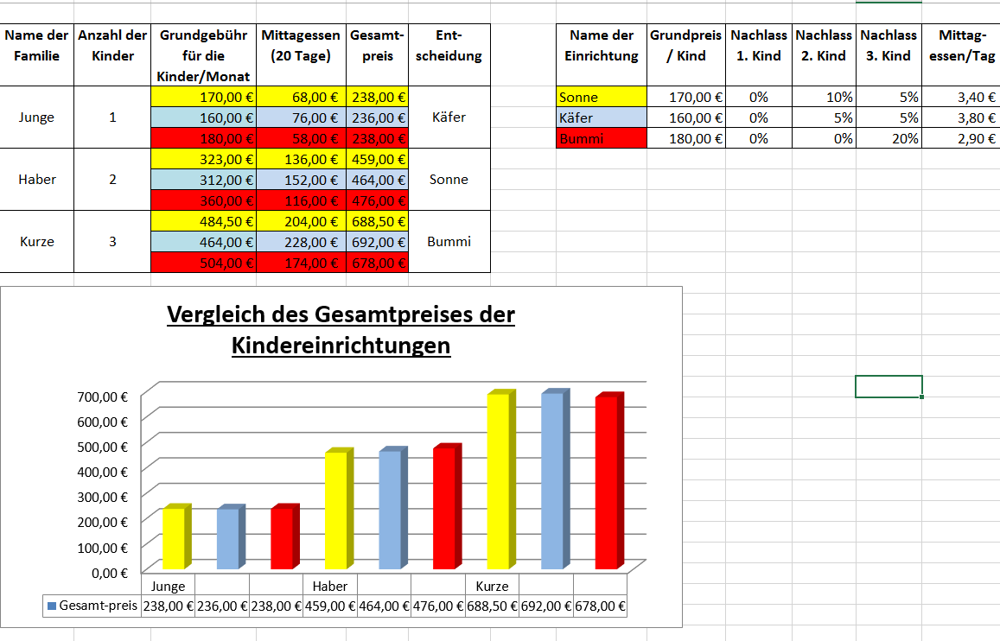 Name der Familie Anzahl der Kinder Grundgebühr für die Kinder/Monat Mittagessen (20 Tage) Gesamt-preis Ent-scheidung
Junge 1 Käfer
170,00 € 68,00 € 238,00 €
160,00 € 76,00 € 236,00 €
180,00 € 58,00 € 238,00 €
Haber 2 Sonne
323,00 € 136,00 € 459,00 €
312,00 € 152,00 € 464,00 €
360,00 € 116,00 € 476,00 €
Kurze 3 Bummi
484,50 € 204,00 € 688,50 €
464,00 € 228,00 € 692,00 €
504,00 € 174,00 € 678,00 €
Name der Einrichtung Grundpreis / Kind Nachlass 1. Kind Nachlass 2. Kind Nachlass 3. Kind Mittag-essen/Tag
Sonne 170,00 € 0% 10% 5% 3,40 €
Käfer 160,00 € 0% 5% 5% 3,80 €
Bummi 180,00 € 0% 0% 20% 2,90 €
Vergleich des Gesamtpreises der
Kindereinrichtungen
700,00 €
600,00 €
500,00 €
400,00 €
300,00 €
200,00 €
100,00 €
0,00 €
Junge Haber Kurze
Gesamt-preis 238,00 € 236,00 € 238,00 € 459,00 € 464,00 € 476,00 € 688,50 € 692,00 € 678,00 €